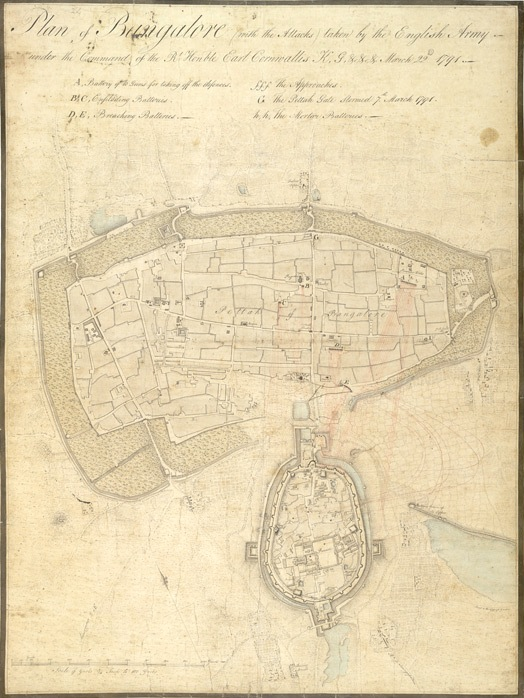 Plan of Bangalore (with the Attacks) taken by the English Army
under the Command of the Rt. Honble. Earl Cornwallis K, G, &c &c &c March 22d. 1791.
A, Battery of Guns for taking off the defences.
B, C, Enfilading Batteries
D, E, Breaching Batteries.
fff the Approaches.
G, the Pettah Gate stormed 7th March 1791.
h, h, the Mortar Batteries.
G
Pettah of Bangalore
Scale of Yards